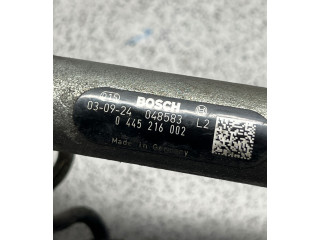 BOSCH
03-09-24 048583 L2
0 445 216 002
Made in Germany